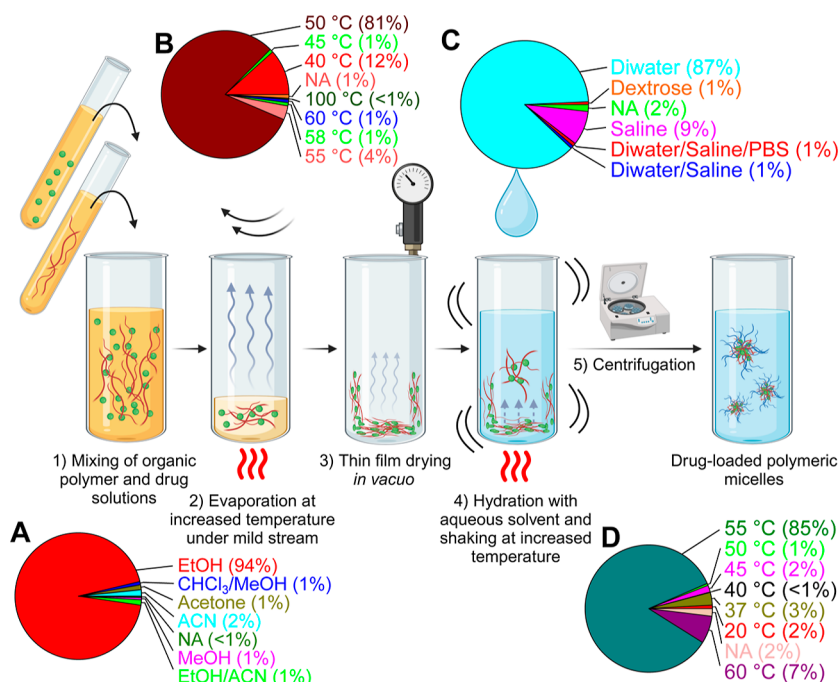 B
50 °C (81%)
45 °C (1%)
40 °C (12%)
NA (1%)
100 °C (<1%)
60 °C (1%)
58 °C (1%)
55 °C (4%)
C
Diwater (87%)
Dextrose (1%)
NA (2%)
Saline (9%)
Diwater/Saline/PBS (1%)
Diwater/Saline (1%)
1) Mixing of organic
polymer and drug
solutions
2) Evaporation at
increased temperature
under mild stream
3) Thin film drying
in vacuo
4) Hydration with
aqueous solvent and
shaking at increased
temperature
5) Centrifugation
Drug-loaded polymeric
micelles
A
EtOH (94%)
CHCl₃/MeOH (1%)
Acetone (1%)
ACN (2%)
NA (<1%)
MeOH (1%)
EtOH/ACN (1%)
D
55 °C (85%)
50 °C (1%)
45 °C (2%)
40 °C (<1%)
37 °C (3%)
20 °C (2%)
NA (2%)
60 °C (7%)